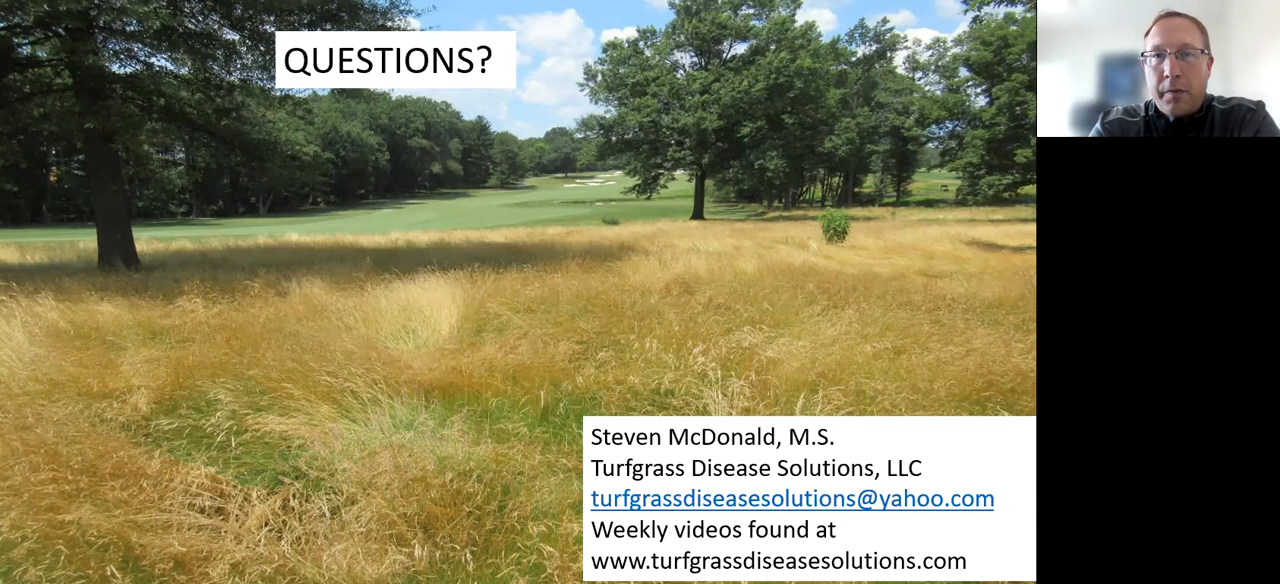 QUESTIONS?
Steven McDonald, M.S.
Turfgrass Disease Solutions, LLC
turfgrassdiseasesolutions@yahoo.com
Weekly videos found at
www.turfgrassdiseasesolutions.com